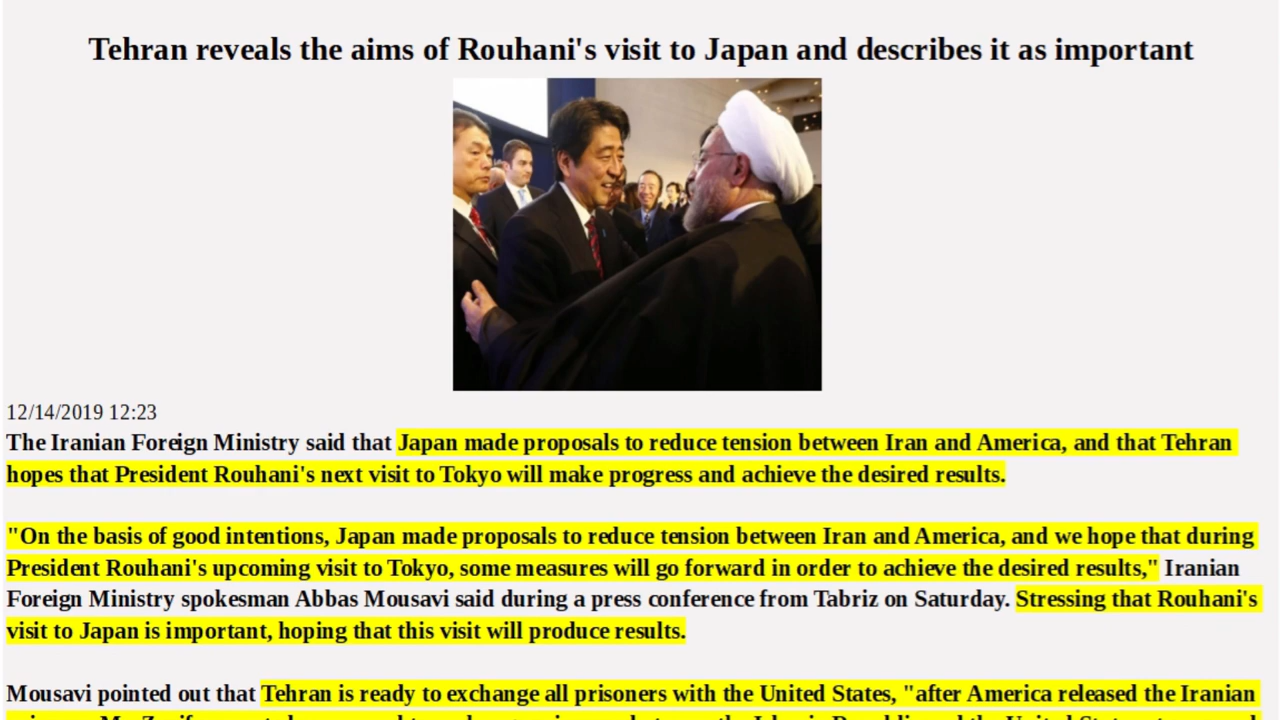 Tehran reveals the aims of Rouhani's visit to Japan and describes it as important
12/14/2019 12:23
The Iranian Foreign Ministry said that Japan made proposals to reduce tension between Iran and America, and that Tehran
hopes that President Rouhani's next visit to Tokyo will make progress and achieve the desired results.
"On the basis of good intentions, Japan made proposals to reduce tension between Iran and America, and we hope that during
President Rouhani's upcoming visit to Tokyo, some measures will go forward in order to achieve the desired results," Iranian
Foreign Ministry spokesman Abbas Mousavi said during a press conference from Tabriz on Saturday. Stressing that Rouhani's
visit to Japan is important, hoping that this visit will produce results.
Mousavi pointed out that Tehran is ready to exchange all prisoners with the United States, "after America released the Iranian